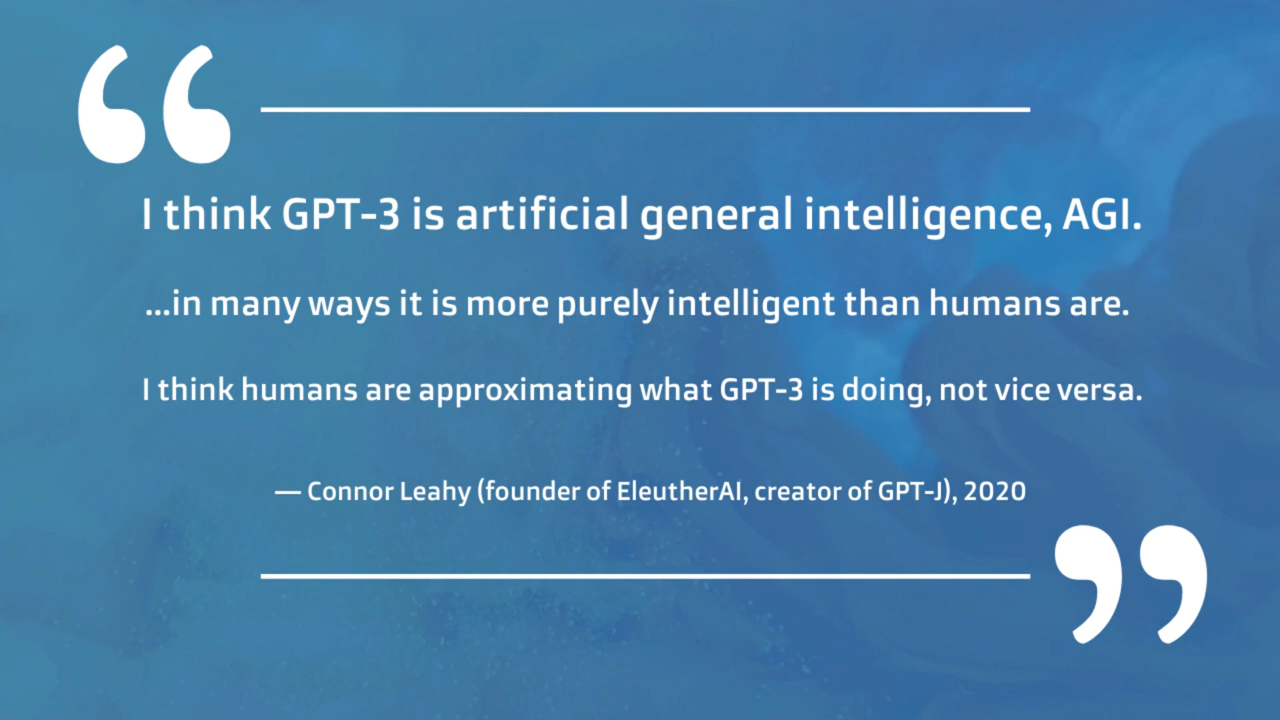 “
I think GPT-3 is artificial general intelligence, AGI.
...in many ways it is more purely intelligent than humans are.
I think humans are approximating what GPT-3 is doing, not vice versa.
— Connor Leahy (founder of EleutherAI, creator of GPT-J), 2020
”